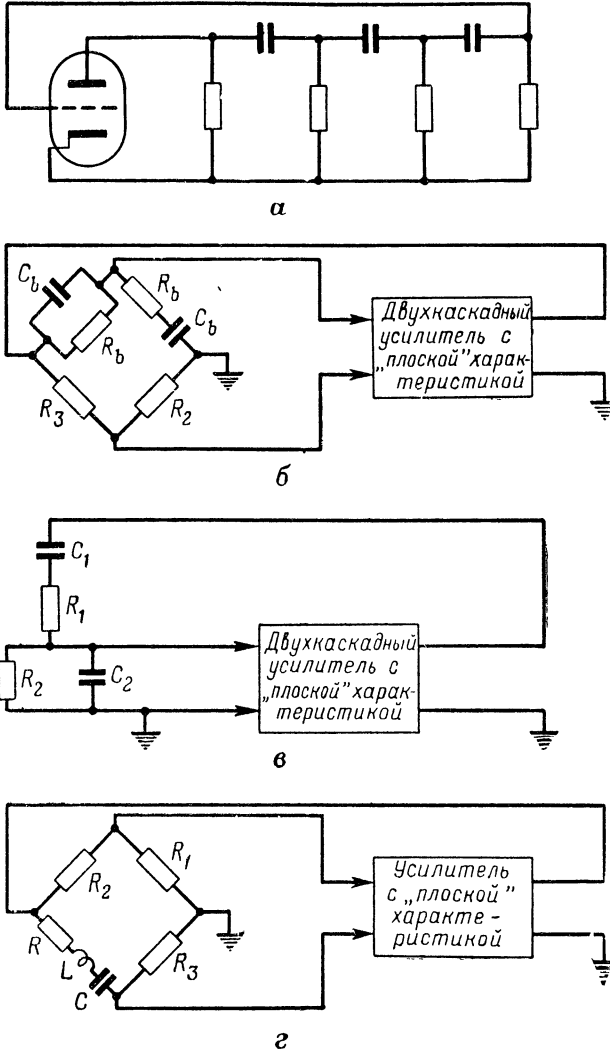 а
C_b
R_b
R_b
C_b
R_3
R_2
Двухкаскадный
усилитель с
„плоской" харак-
теристикой
б
C_1
R_1
R_2
C_2
Двухкаскадный
усилитель с
„плоской" харак-
теристикой
в
R_2
R_1
R
L
C
R_3
Усилитель
с „плоской"
характе-
ристикой
г